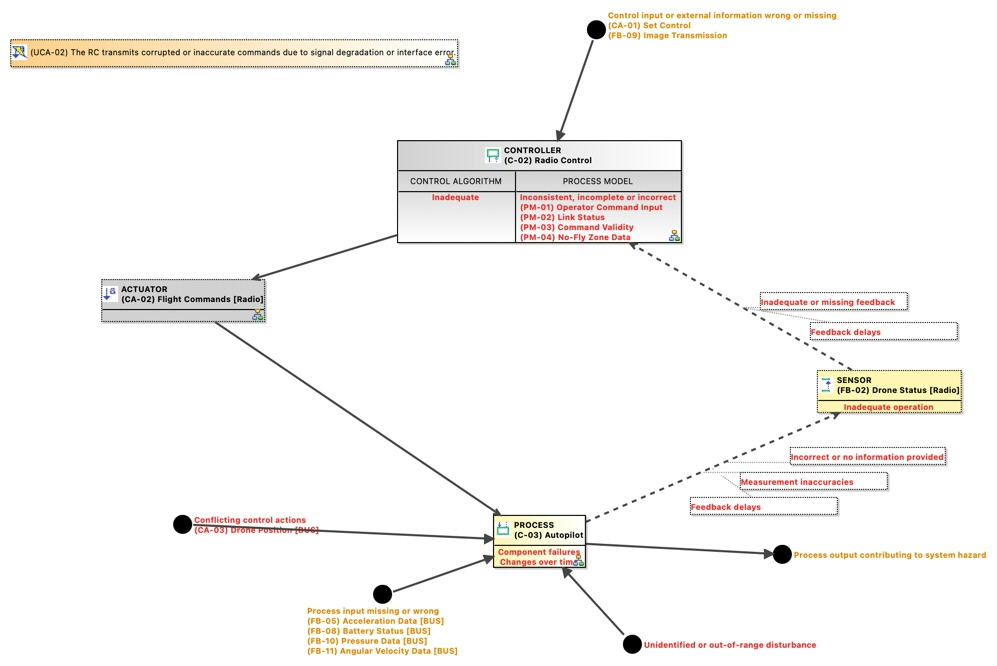 Control input or external information wrong or missing
(CA-01) Set Control
(FB-09) Image Transmission
(UCA-02) The RC transmits corrupted or inaccurate commands due to signal degradation or interface error.
CONTROLLER
(C-02) Radio Control
CONTROL ALGORITHM
PROCESS MODEL
Inadequate
Inconsistent, incomplete or incorrect
(PM-01) Operator Command Input
(PM-02) Link Status
(PM-03) Command Validity
(PM-04) No-Fly Zone Data
ACTUATOR
(CA-02) Flight Commands [Radio]
Inadequate or missing feedback
Feedback delays
SENSOR
(FB-02) Drone Status [Radio]
Inadequate operation
Incorrect or no information provided
Measurement inaccuracies
Feedback delays
Conflicting control actions
(CA-03) Drone Position [BUS]
PROCESS
(C-03) Autopilot
Component failures
Changes over time
Process output contributing to system hazard
Process input missing or wrong
(FB-05) Acceleration Data [BUS]
(FB-08) Battery Status [BUS]
(FB-10) Pressure Data [BUS]
(FB-11) Angular Velocity Data [BUS]
Unidentified or out-of-range disturbance